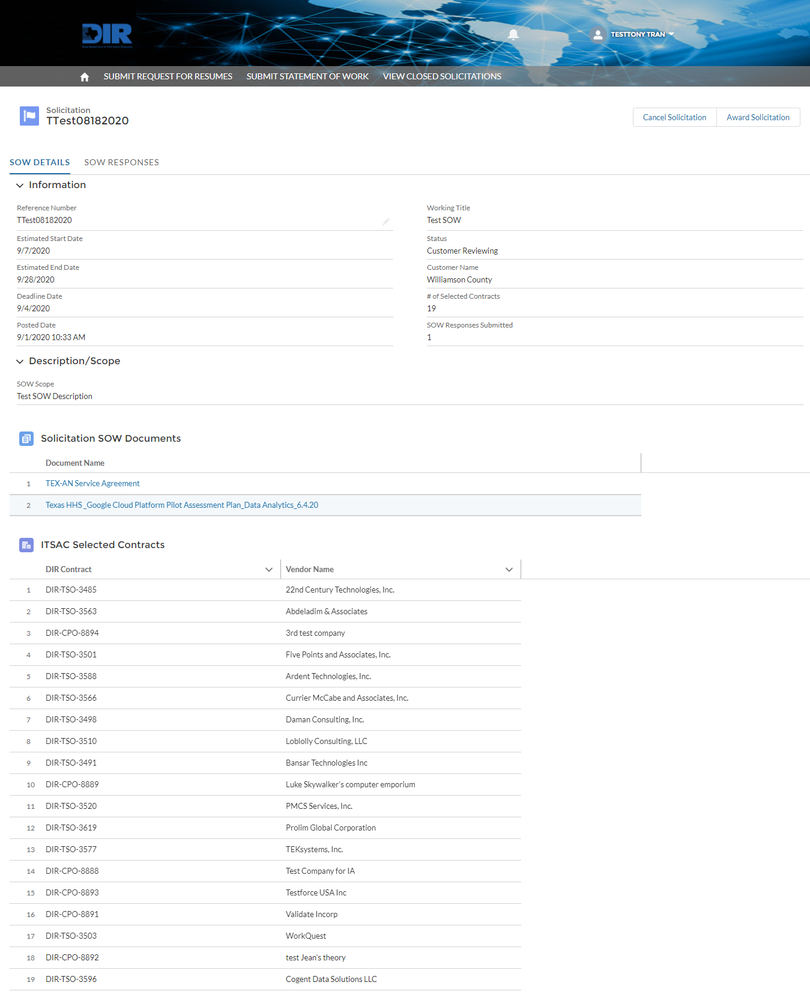 DIR
Texas Department of Information Resources
TESTTONY TRAN
SUBMIT REQUEST FOR RESUMES SUBMIT STATEMENT OF WORK VIEW CLOSED SOLICITATIONS
Solicitation
TTest08182020
Cancel Solicitation Award Solicitation
SOW DETAILS SOW RESPONSES
Information
Reference Number Working Title
TTest08182020 Test SOW
Estimated Start Date Status
9/7/2020 Customer Reviewing
Estimated End Date Customer Name
9/28/2020 Williamson County
Deadline Date # of Selected Contracts
9/4/2020 19
Posted Date SOW Responses Submitted
9/1/2020 10:33 AM 1
Description/Scope
SOW Scope
Test SOW Description
Solicitation SOW Documents
Document Name
1 TEX-AN Service Agreement
2 Texas HHS _Google Cloud Platform Pilot Assessment Plan_Data Analytics_6.4.20
ITSAC Selected Contracts
DIR Contract Vendor Name
1 DIR-TSO-3485 22nd Century Technologies, Inc.
2 DIR-TSO-3563 Abdeladim & Associates
3 DIR-CPO-8894 3rd test company
4 DIR-TSO-3501 Five Points and Associates, Inc.
5 DIR-TSO-3588 Ardent Technologies, Inc.
6 DIR-TSO-3566 Currier McCabe and Associates, Inc.
7 DIR-TSO-3498 Daman Consulting, Inc.
8 DIR-TSO-3510 Loblolly Consulting, LLC
9 DIR-TSO-3491 Bansar Technologies Inc
10 DIR-CPO-8889 Luke Skywalker's computer emporium
11 DIR-TSO-3520 PMCS Services, Inc.
12 DIR-TSO-3619 Prolim Global Corporation
13 DIR-TSO-3577 TEKsystems, Inc.
14 DIR-CPO-8888 Test Company for IA
15 DIR-CPO-8893 Testforce USA Inc
16 DIR-CPO-8891 Validate Incorp
17 DIR-TSO-3503 WorkQuest
18 DIR-CPO-8892 test Jean's theory
19 DIR-TSO-3596 Cogent Data Solutions LLC